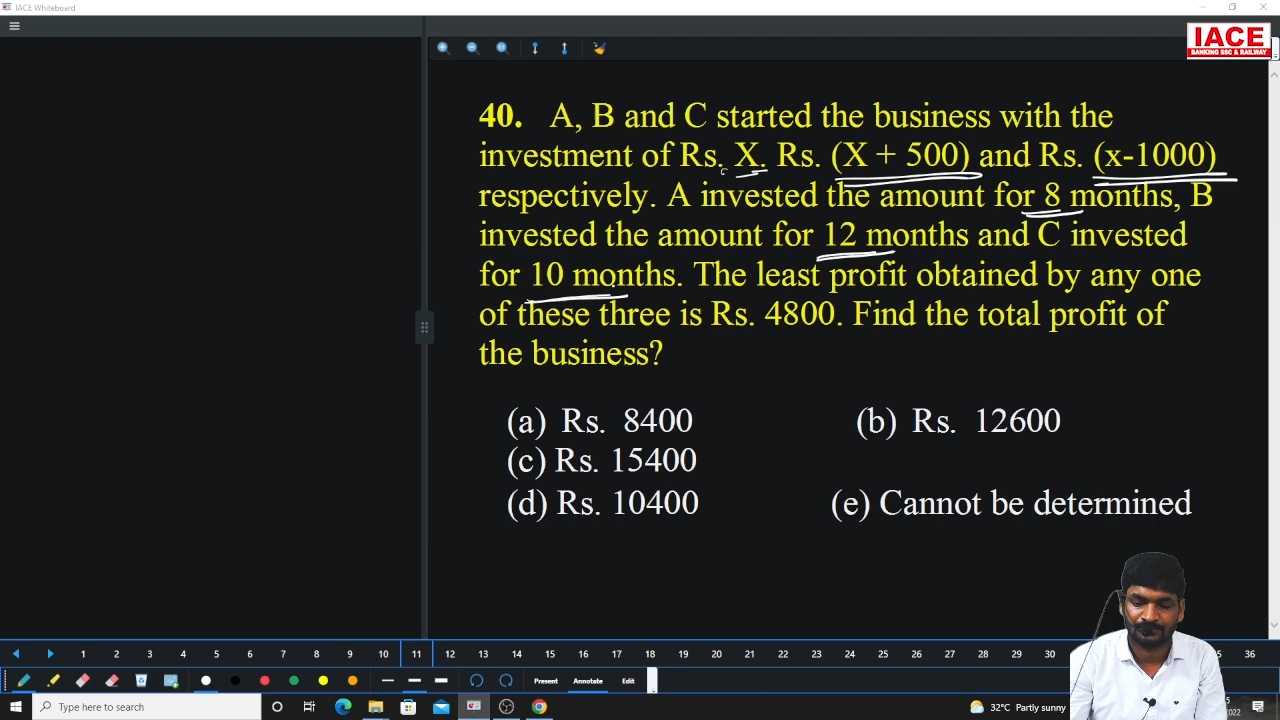 IACE Whiteboard
IACE
BANKING SSC & RAILWAY
40. A, B and C started the business with the
investment of Rs. X. Rs. (X + 500) and Rs. (x-1000)
respectively. A invested the amount for 8 months, B
invested the amount for 12 months and C invested
for 10 months. The least profit obtained by any one
of these three is Rs. 4800. Find the total profit of
the business?
(a) Rs. 8400 (b) Rs. 12600
(c) Rs. 15400
(d) Rs. 10400 (e) Cannot be determined
1 2 3 4 5 6 7 8 9 10 11 12 13 14 15 16 17 18 19 20 21 22 23 24 25 26 27 28 29 30 35 36
Present Annotate Edit
Type here to search
32°C Partly sunny
2022